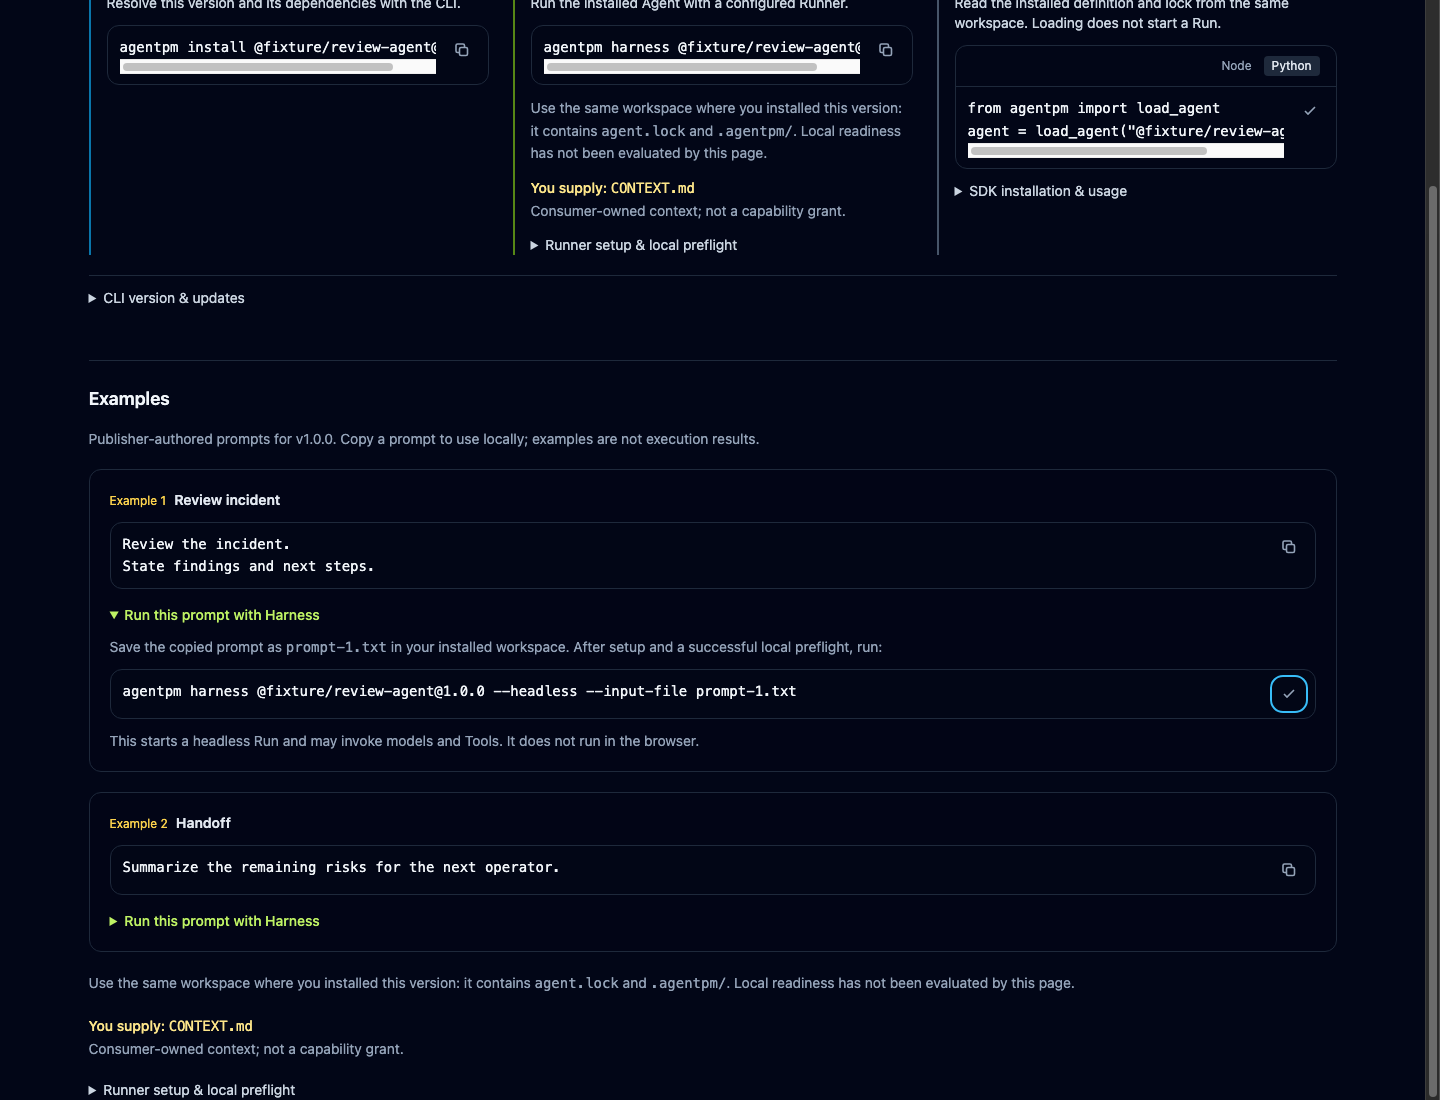 Resolve this version and its dependencies with the CLI.
agentpm install @fixture/review-agent@
Run the installed Agent with a configured Runner.
agentpm harness @fixture/review-agent@
Use the same workspace where you installed this version:
it contains agent.lock and .agentpm/. Local readiness
has not been evaluated by this page.
You supply: CONTEXT.md
Consumer-owned context; not a capability grant.
Runner setup & local preflight
Read the installed definition and lock from the same
workspace. Loading does not start a Run.
Node Python
from agentpm import load_agent
agent = load_agent("@fixture/review-ag
SDK installation & usage
CLI version & updates
Examples
Publisher-authored prompts for v1.0.0. Copy a prompt to use locally; examples are not execution results.
Example 1 Review incident
Review the incident.
State findings and next steps.
Run this prompt with Harness
Save the copied prompt as prompt-1.txt in your installed workspace. After setup and a successful local preflight, run:
agentpm harness @fixture/review-agent@1.0.0 --headless --input-file prompt-1.txt
This starts a headless Run and may invoke models and Tools. It does not run in the browser.
Example 2 Handoff
Summarize the remaining risks for the next operator.
Run this prompt with Harness
Use the same workspace where you installed this version: it contains agent.lock and .agentpm/. Local readiness has not been evaluated by this page.
You supply: CONTEXT.md
Consumer-owned context; not a capability grant.
Runner setup & local preflight